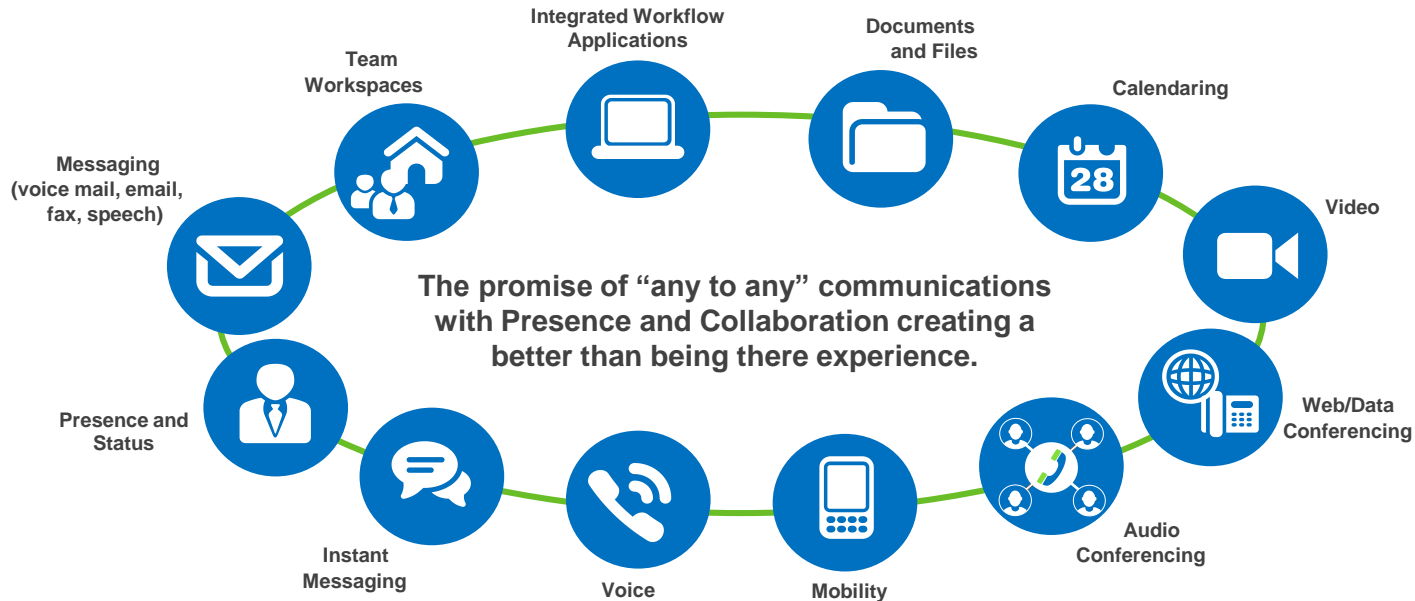 Integrated Workflow
Applications
Documents
and Files
Team
Workspaces
Calendaring
28
Messaging
(voice mail, email,
fax, speech)
Video
The promise of “any to any” communications
with Presence and Collaboration creating a
better than being there experience.
Presence and
Status
Web/Data
Conferencing
Instant
Messaging
Voice
Mobility
Audio
Conferencing